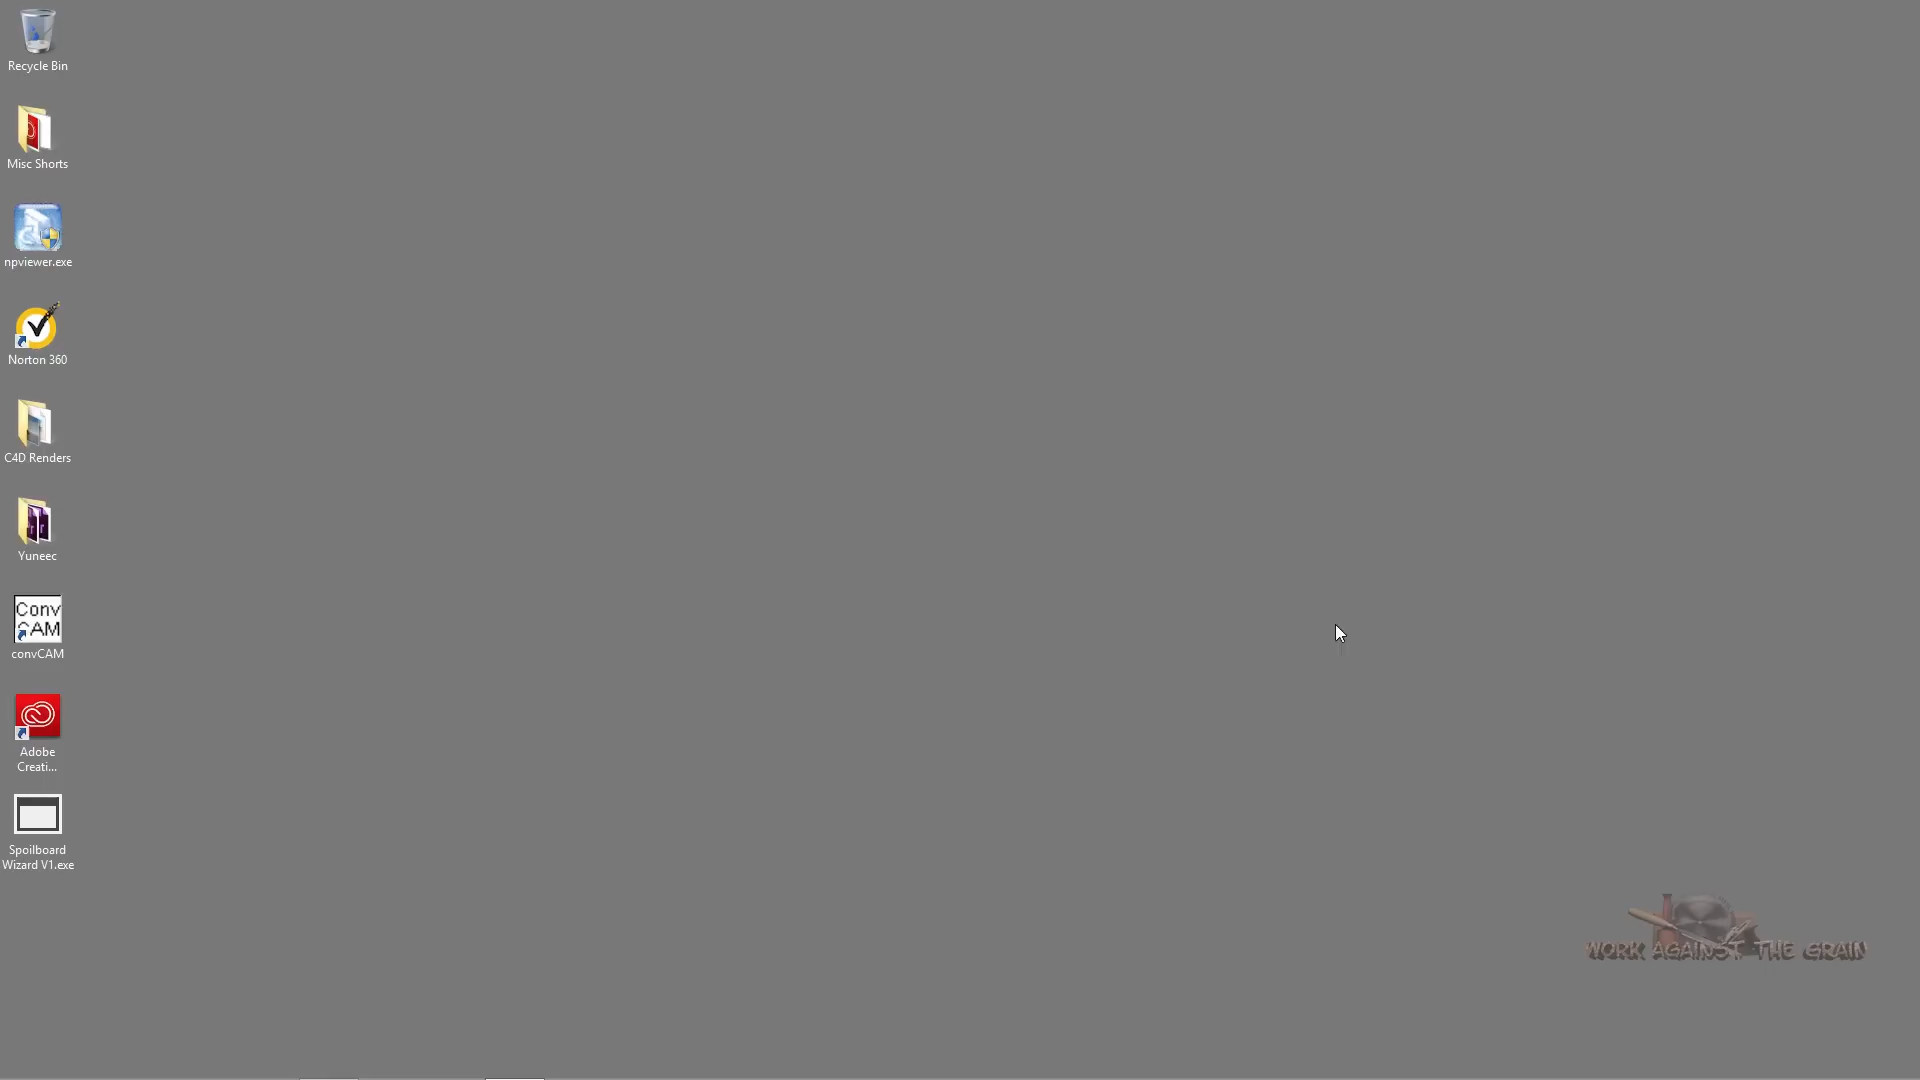 Recycle Bin
Misc Shorts
npviewer.exe
Norton 360
C4D Renders
Yuneec
Conv
CAM
convCAM
Adobe
Creati...
Spoilboard
Wizard V1.exe
WORK AGAINST THE GRAIN